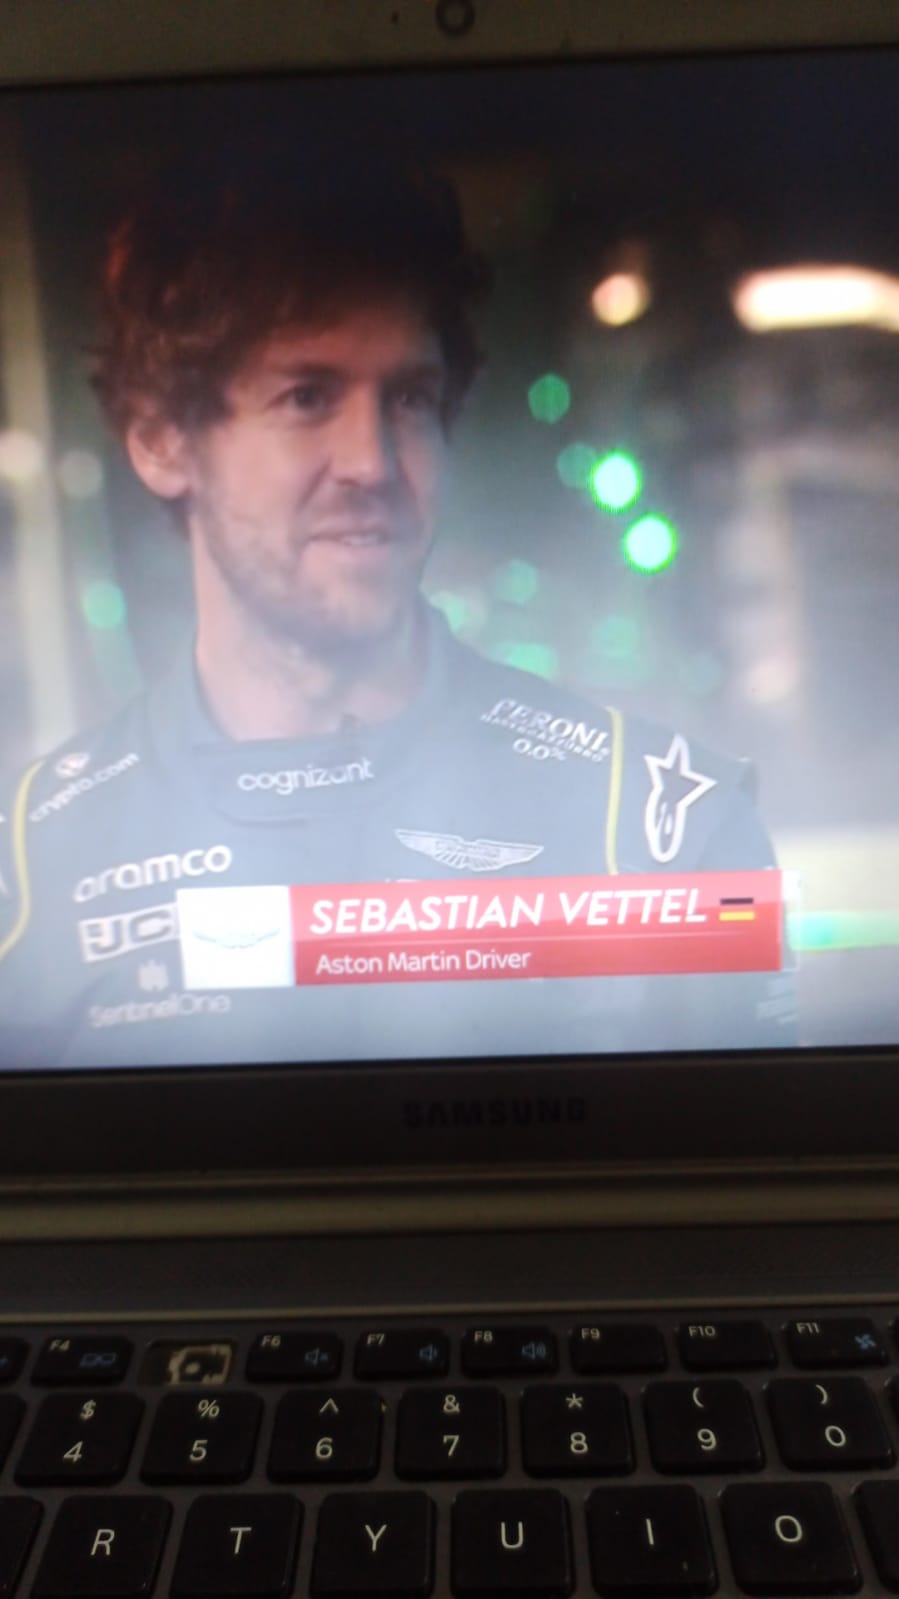 crypto.com
cognizant
PERONI
NASTRO AZZURRO
0.0%
aramco
JC
SEBASTIAN VETTEL
Aston Martin Driver
SentinelOne
SAMSUNG
F4 F6 F7 F8 F9 F10 F11
$ % ^ & * ( )
4 5 6 7 8 9 0
R T Y U I O